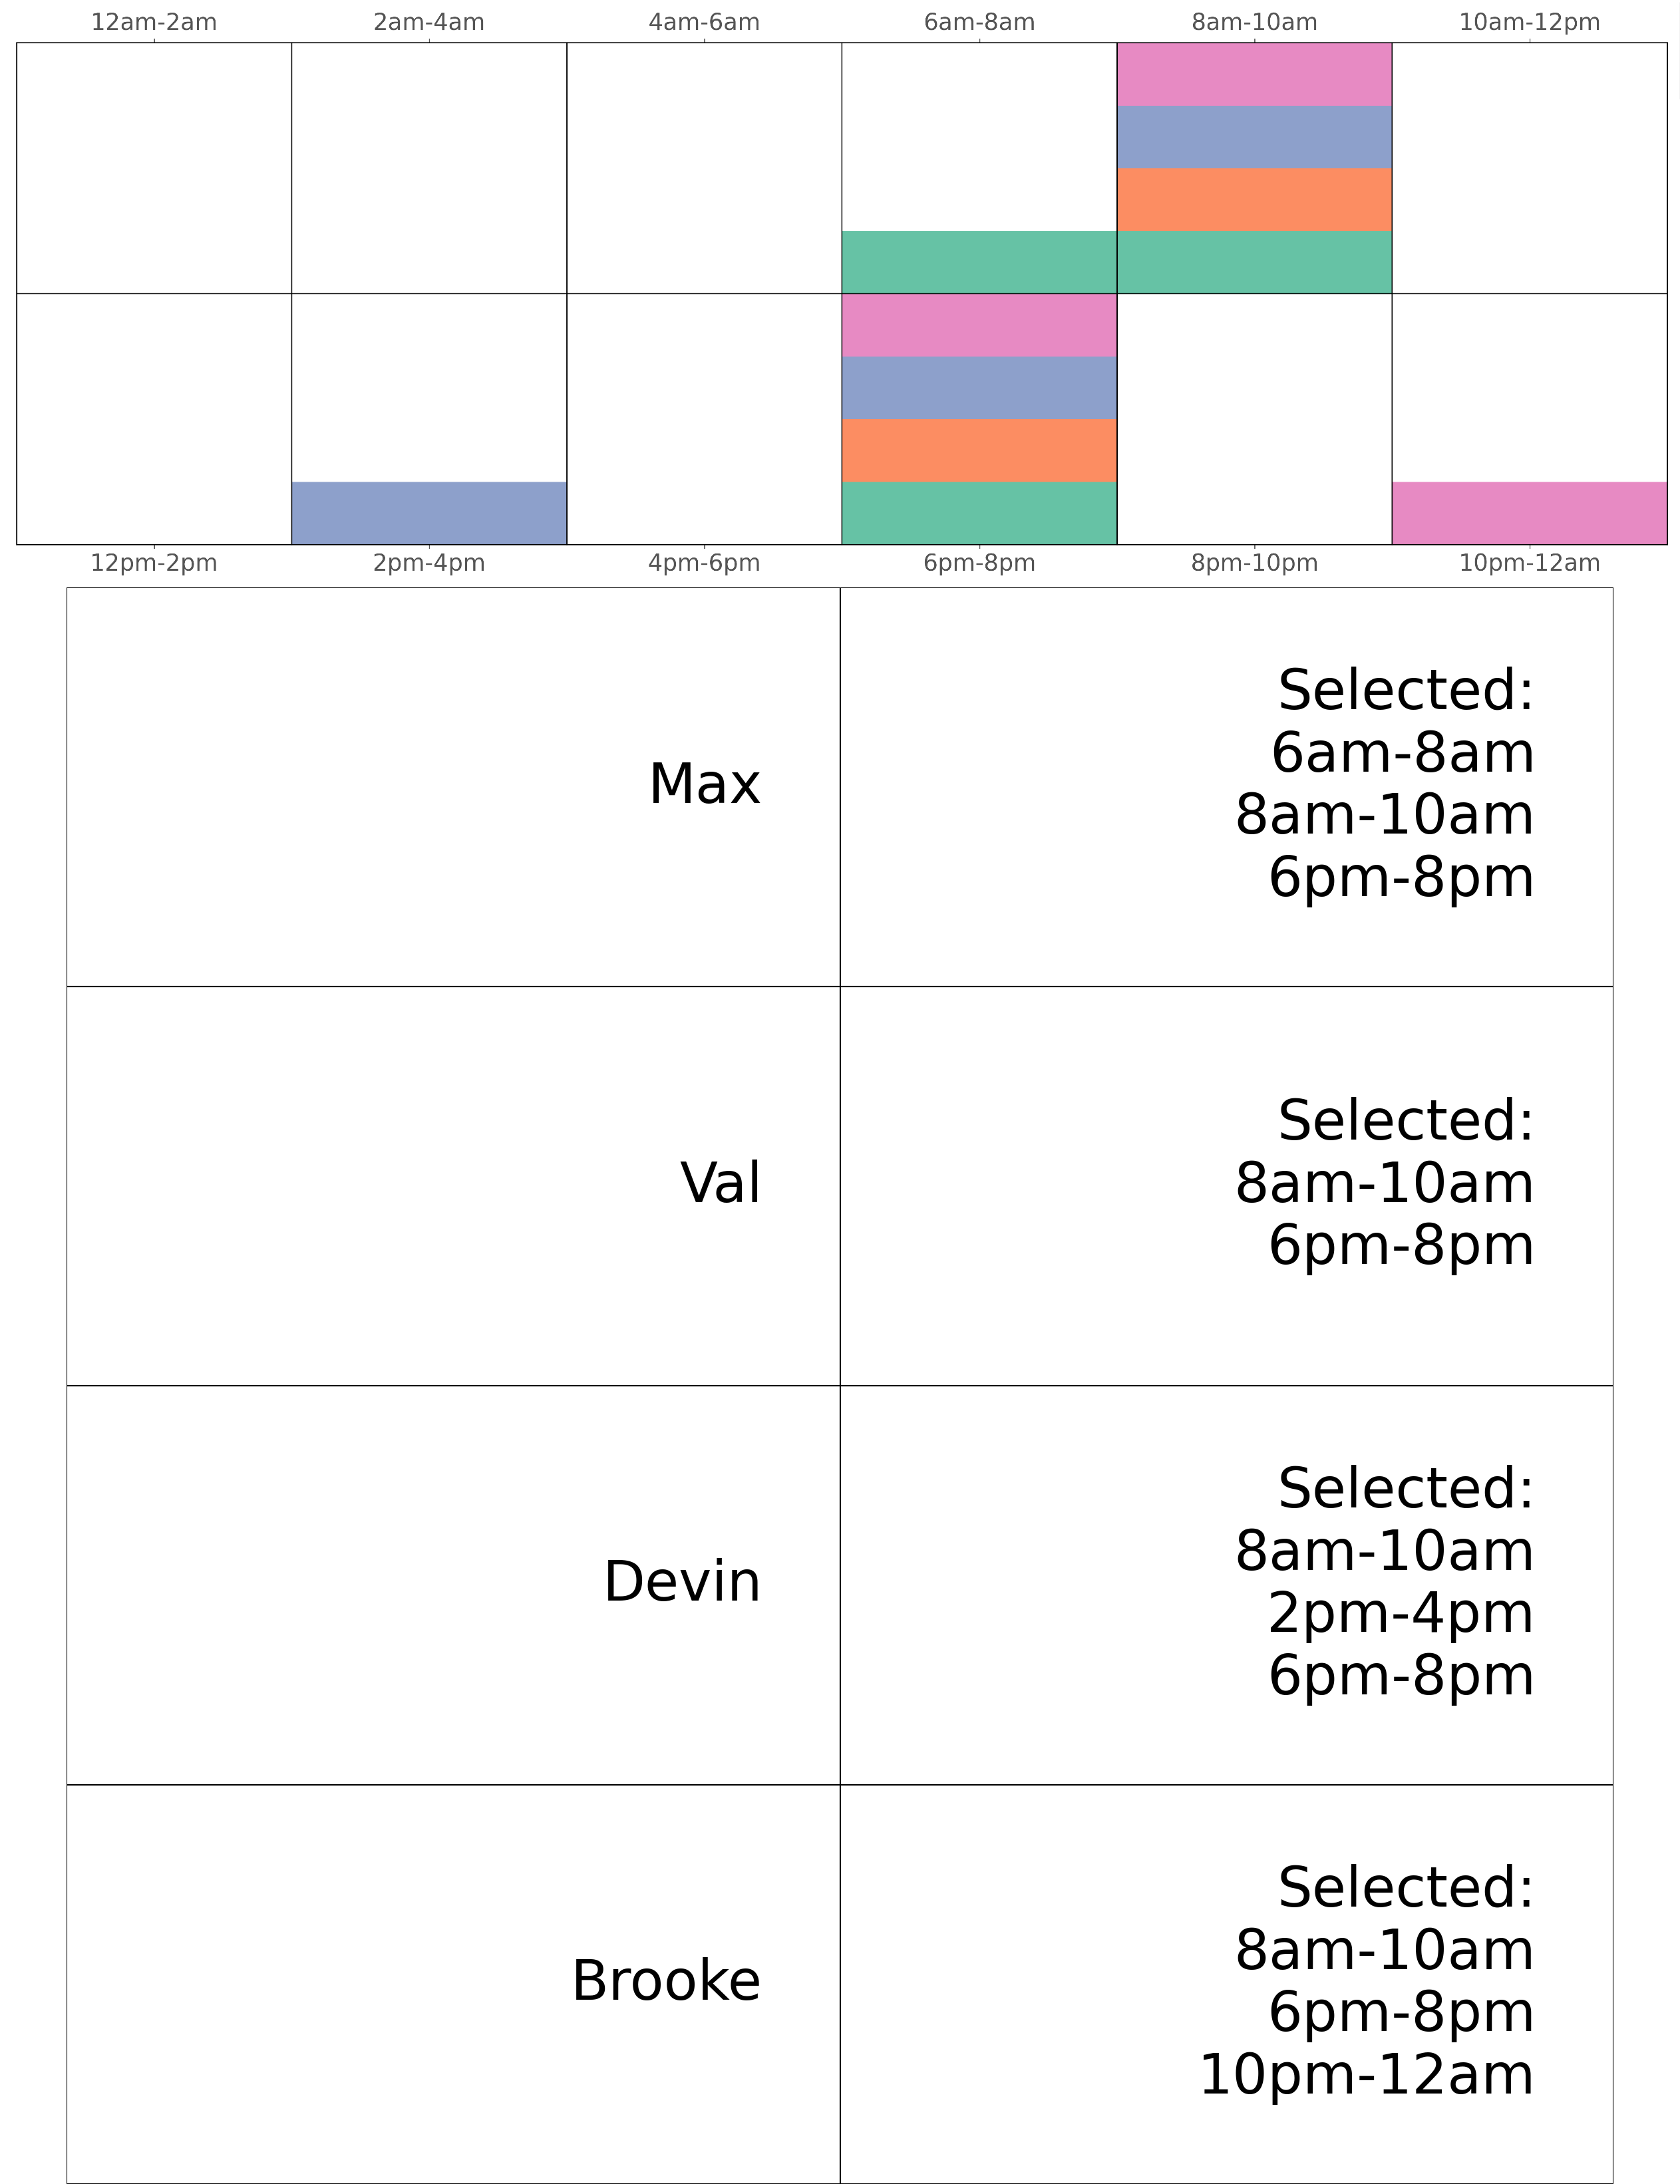 12am-2am 2am-4am 4am-6am 6am-8am 8am-10am 10am-12pm
12pm-2pm 2pm-4pm 4pm-6pm 6pm-8pm 8pm-10pm 10pm-12am
Max
Selected:
6am-8am
8am-10am
6pm-8pm
Val
Selected:
8am-10am
6pm-8pm
Devin
Selected:
8am-10am
2pm-4pm
6pm-8pm
Brooke
Selected:
8am-10am
6pm-8pm
10pm-12am